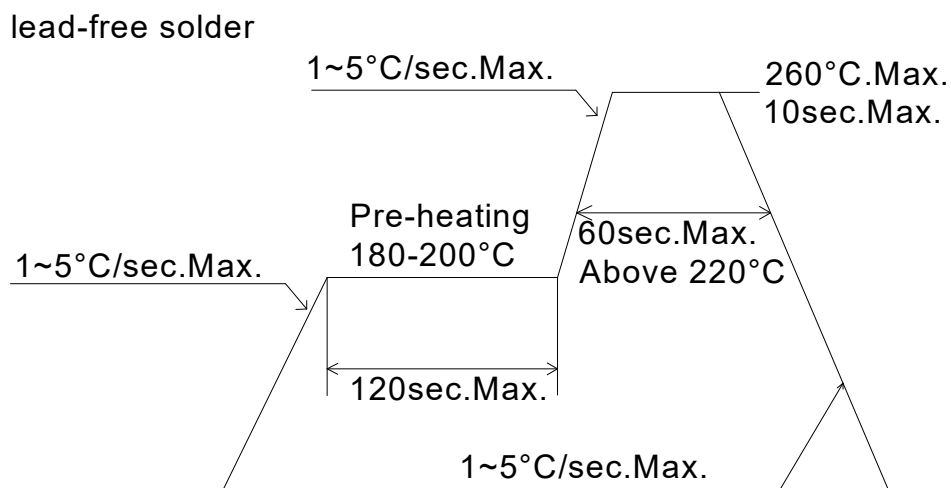 lead-free solder
1~5°C/sec.Max.
260°C.Max.
10sec.Max.
Pre-heating
180-200°C
60sec.Max.
Above 220°C
1~5°C/sec.Max.
120sec.Max.
1~5°C/sec.Max.